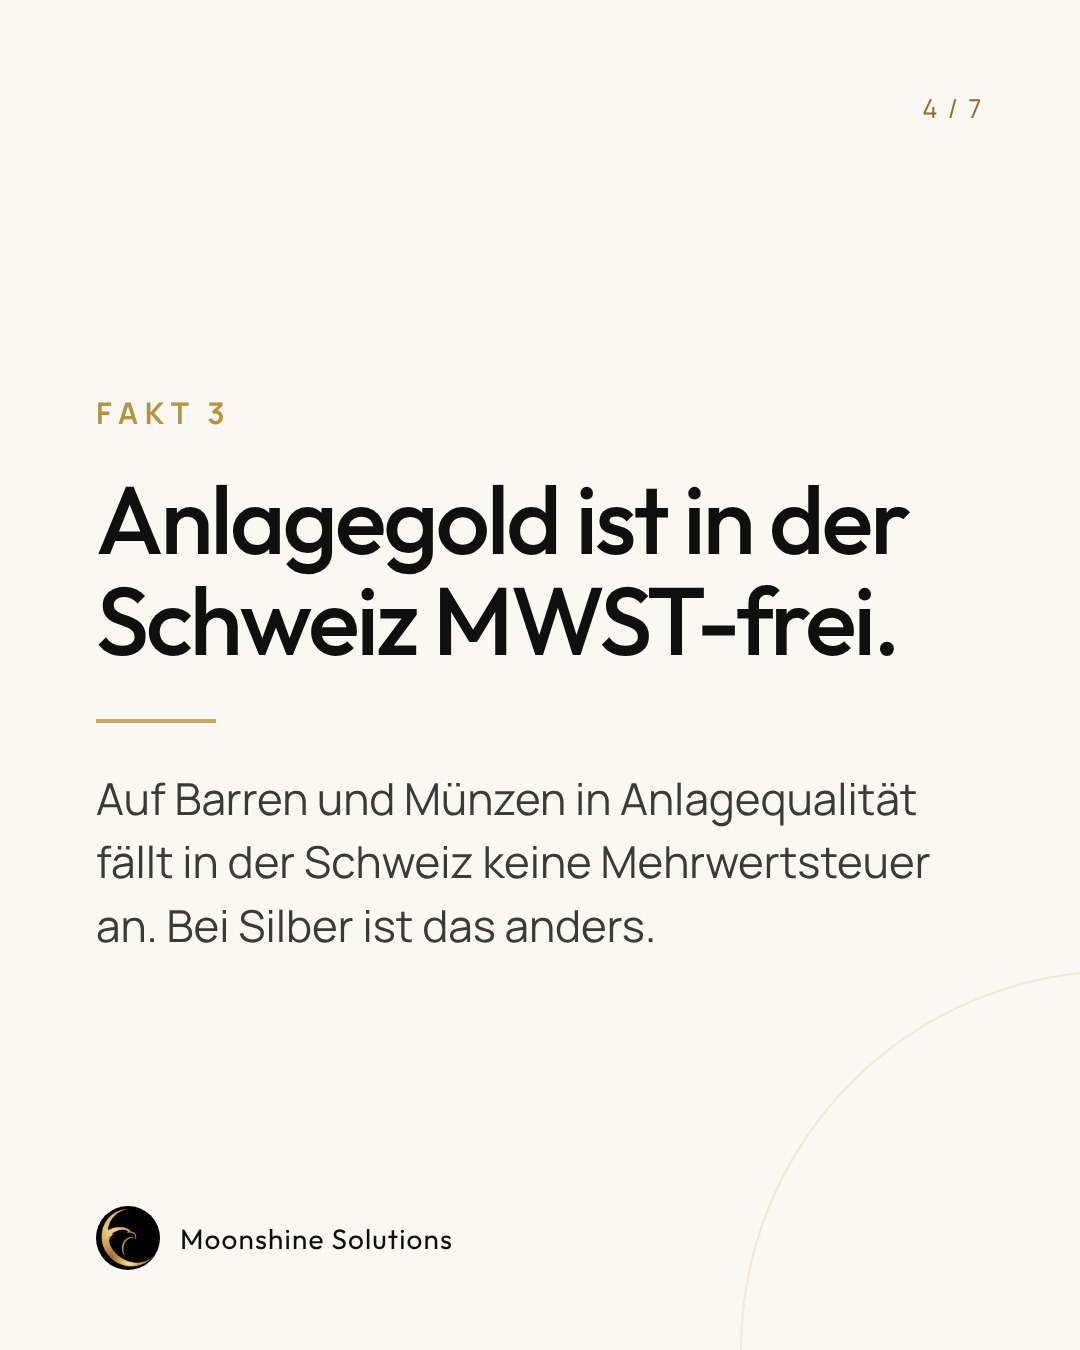 4 / 7
FAKT 3
Anlagegold ist in der
Schweiz MWST-frei.
Auf Barren und Münzen in Anlagequalität
fällt in der Schweiz keine Mehrwertsteuer
an. Bei Silber ist das anders.
Moonshine Solutions